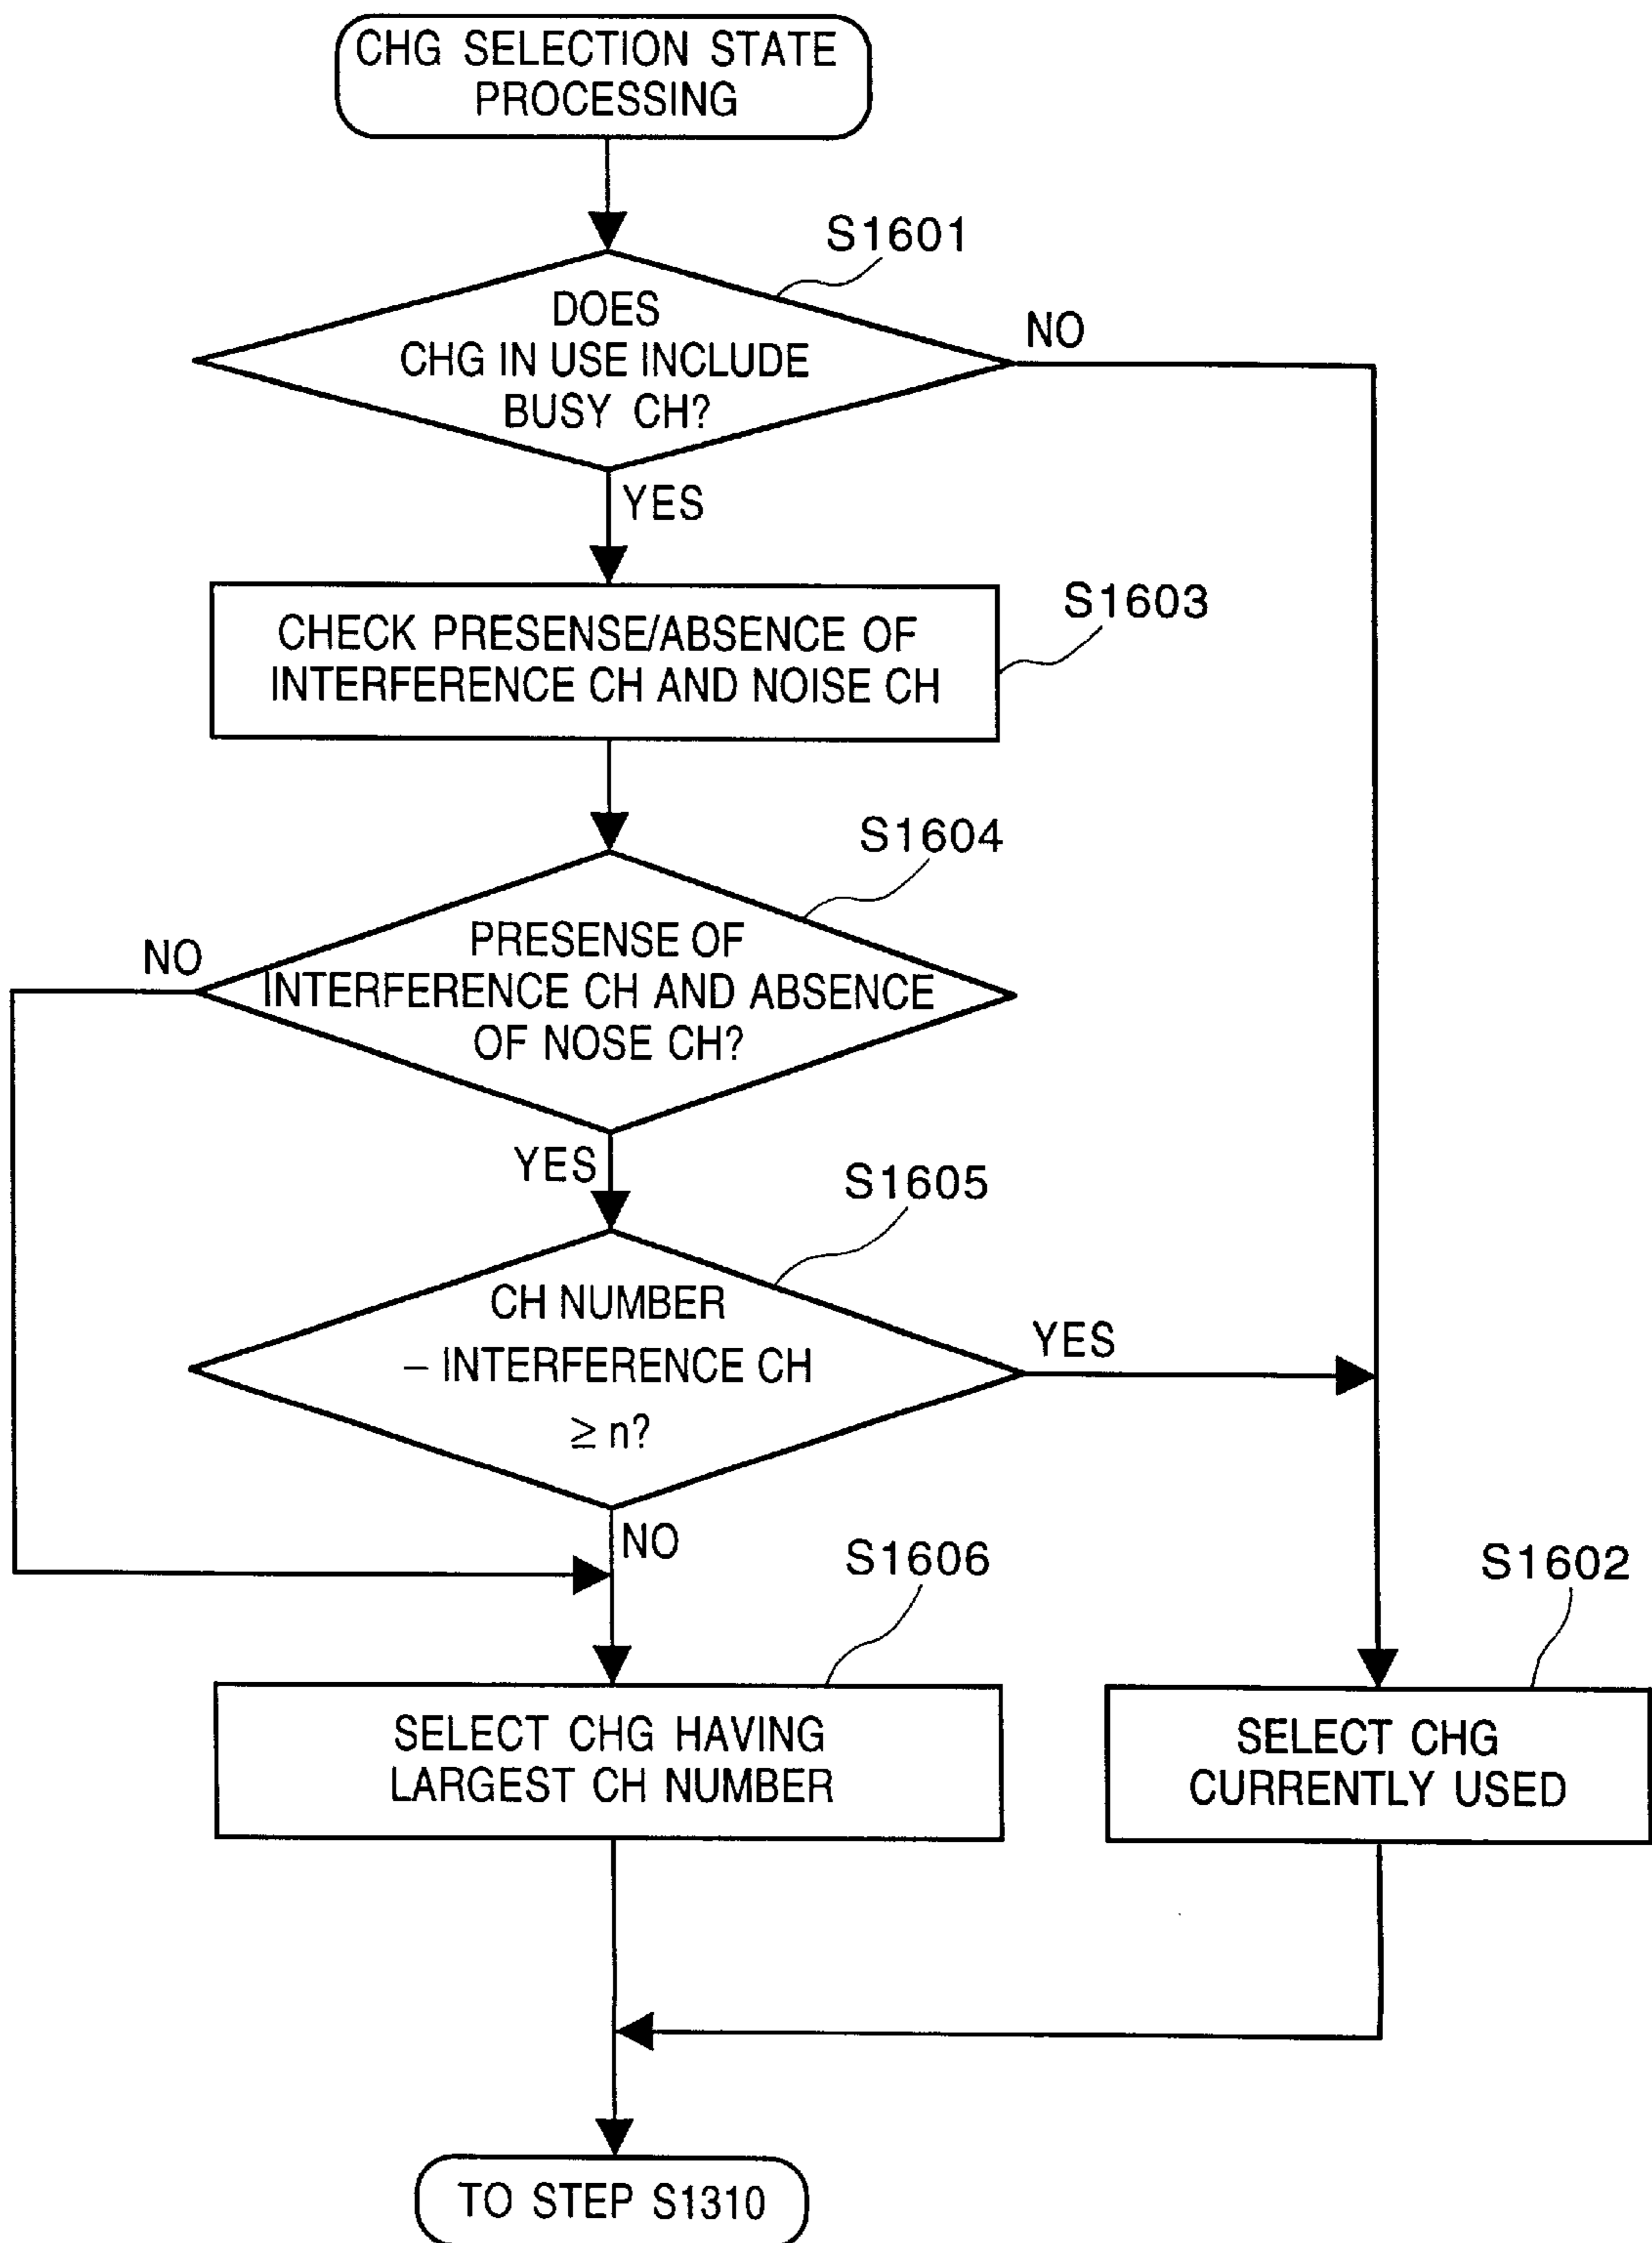 CHG SELECTION STATE
PROCESSING
S1601
DOES
CHG IN USE INCLUDE
BUSY CH?
NO
YES
CHECK PRESENSE/ABSENCE OF
INTERFERENCE CH AND NOISE CH
S1603
S1604
NO
PRESENSE OF
INTERFERENCE CH AND ABSENCE
OF NOSE CH?
YES
S1605
CH NUMBER
– INTERFERENCE CH
≥ n?
YES
NO
S1606
S1602
SELECT CHG HAVING
LARGEST CH NUMBER
SELECT CHG
CURRENTLY USED
TO STEP S1310